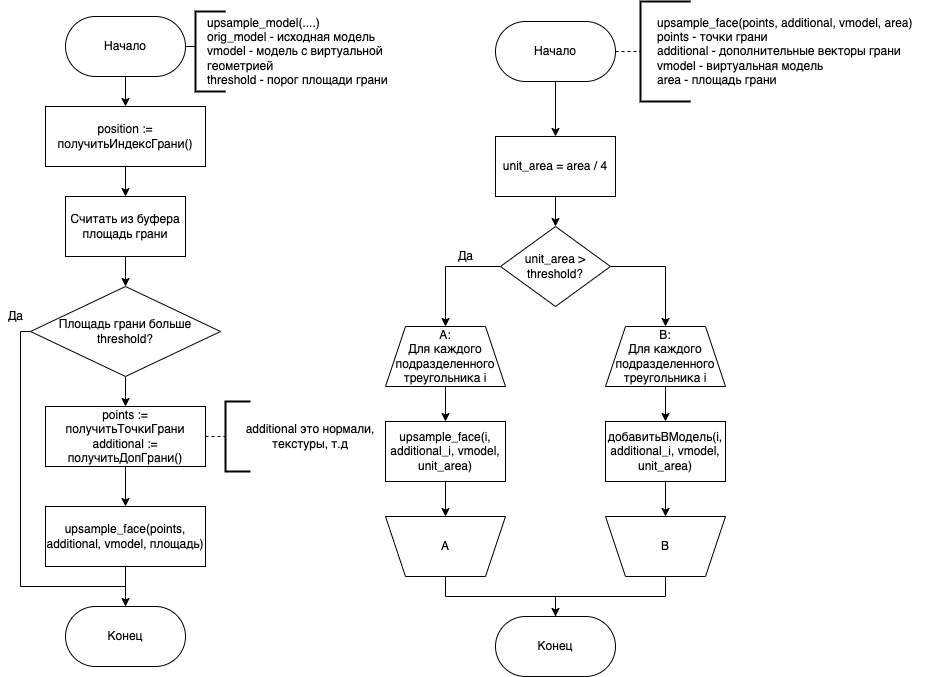 Начало
upsample_model(....)
orig_model - исходная модель
vmodel - модель с виртуальной
геометрией
threshold - порог площади грани
position :=
получитьИндексГрани()
Считать из буфера
площадь грани
Да
Площадь грани больше
threshold?
points :=
получитьТочкиГрани
additional :=
получитьДопГрани()
additional это нормали,
текстуры, т.д
upsample_face(points,
additional, vmodel, площадь)
Конец
Начало
upsample_face(points, additional, vmodel, area)
points - точки грани
additional - дополнительные векторы грани
vmodel - виртуальная модель
area - площадь грани
unit_area = area / 4
Да
unit_area >
threshold?
A:
Для каждого
подразделенного
треугольника i
B:
Для каждого
подразделенного
треугольника i
upsample_face(i,
additional_i, vmodel,
unit_area)
добавитьВМодель(i,
additional_i, vmodel,
unit_area)
A
B
Конец